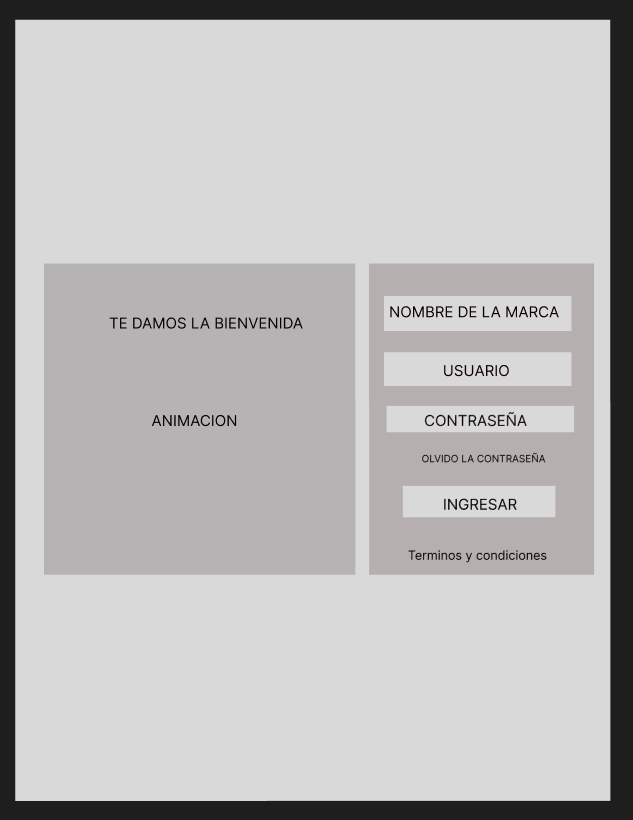 TE DAMOS LA BIENVENIDA
ANIMACION
NOMBRE DE LA MARCA
USUARIO
CONTRASEÑA
OLVIDO LA CONTRASEÑA
INGRESAR
Terminos y condiciones